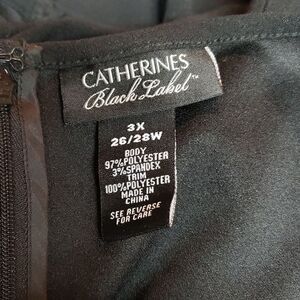 CATHERINES
Black Label™
3X
26/28W
BODY
97%POLYESTER
3%SPANDEX
TRIM
100%POLYESTER
MADE IN
CHINA
SEE REVERSE
FOR CARE